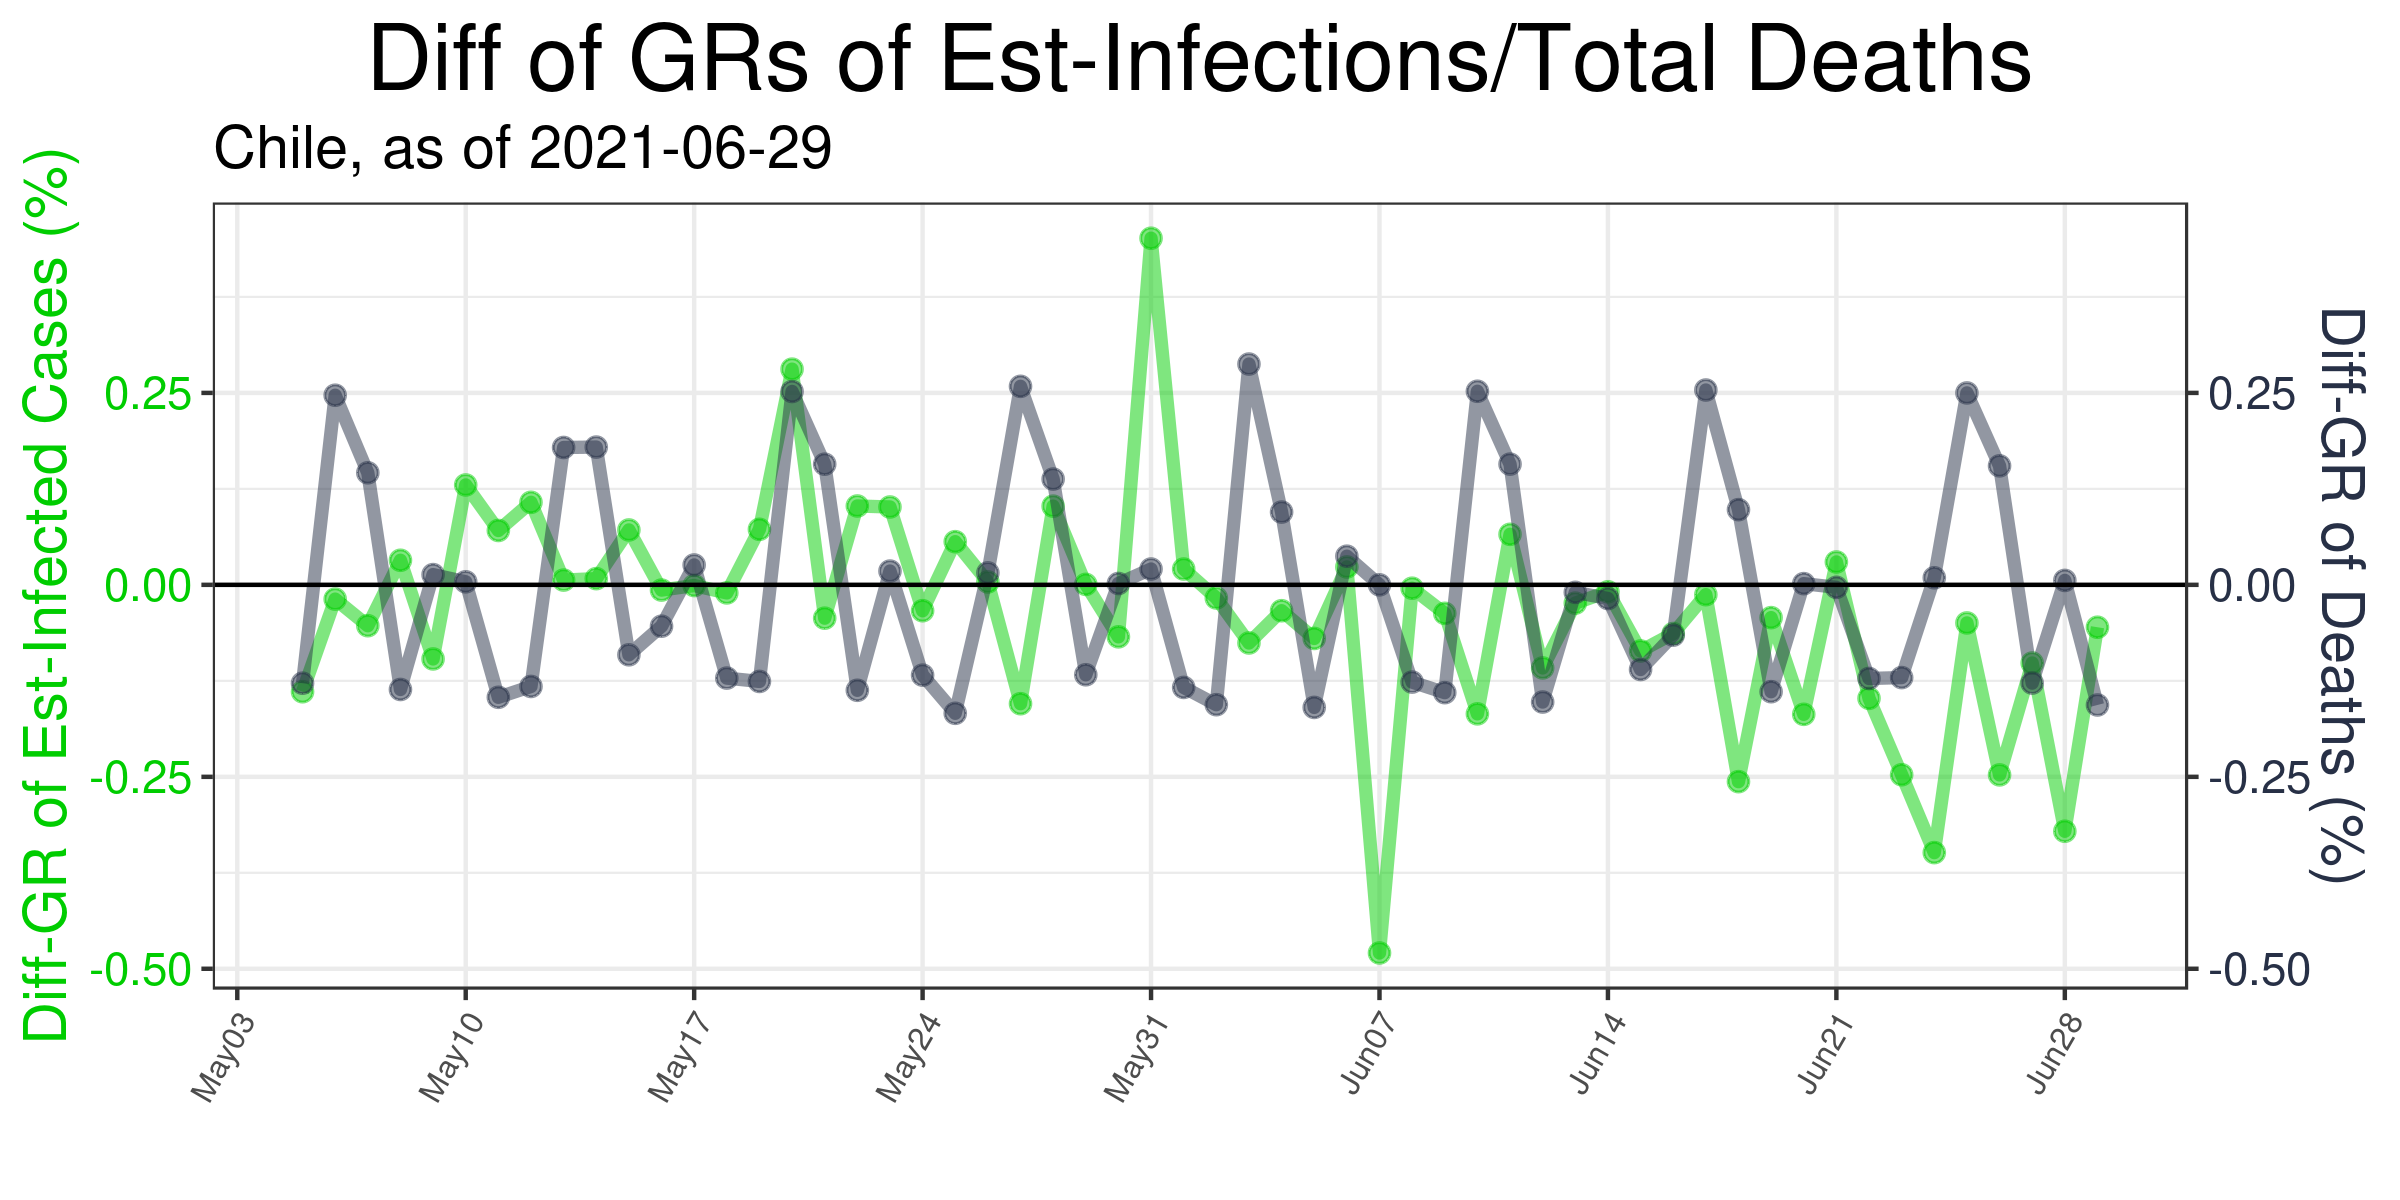 Diff of GRs of Est-Infections/Total Deaths
Chile, as of 2021-06-29
Diff-GR of Est-Infected Cases (%)
0.25
0.00
-0.25
-0.50
0.25
0.00
-0.25
-0.50
Diff-GR of Deaths (%)
May03
May10
May17
May24
May31
Jun07
Jun14
Jun21
Jun28